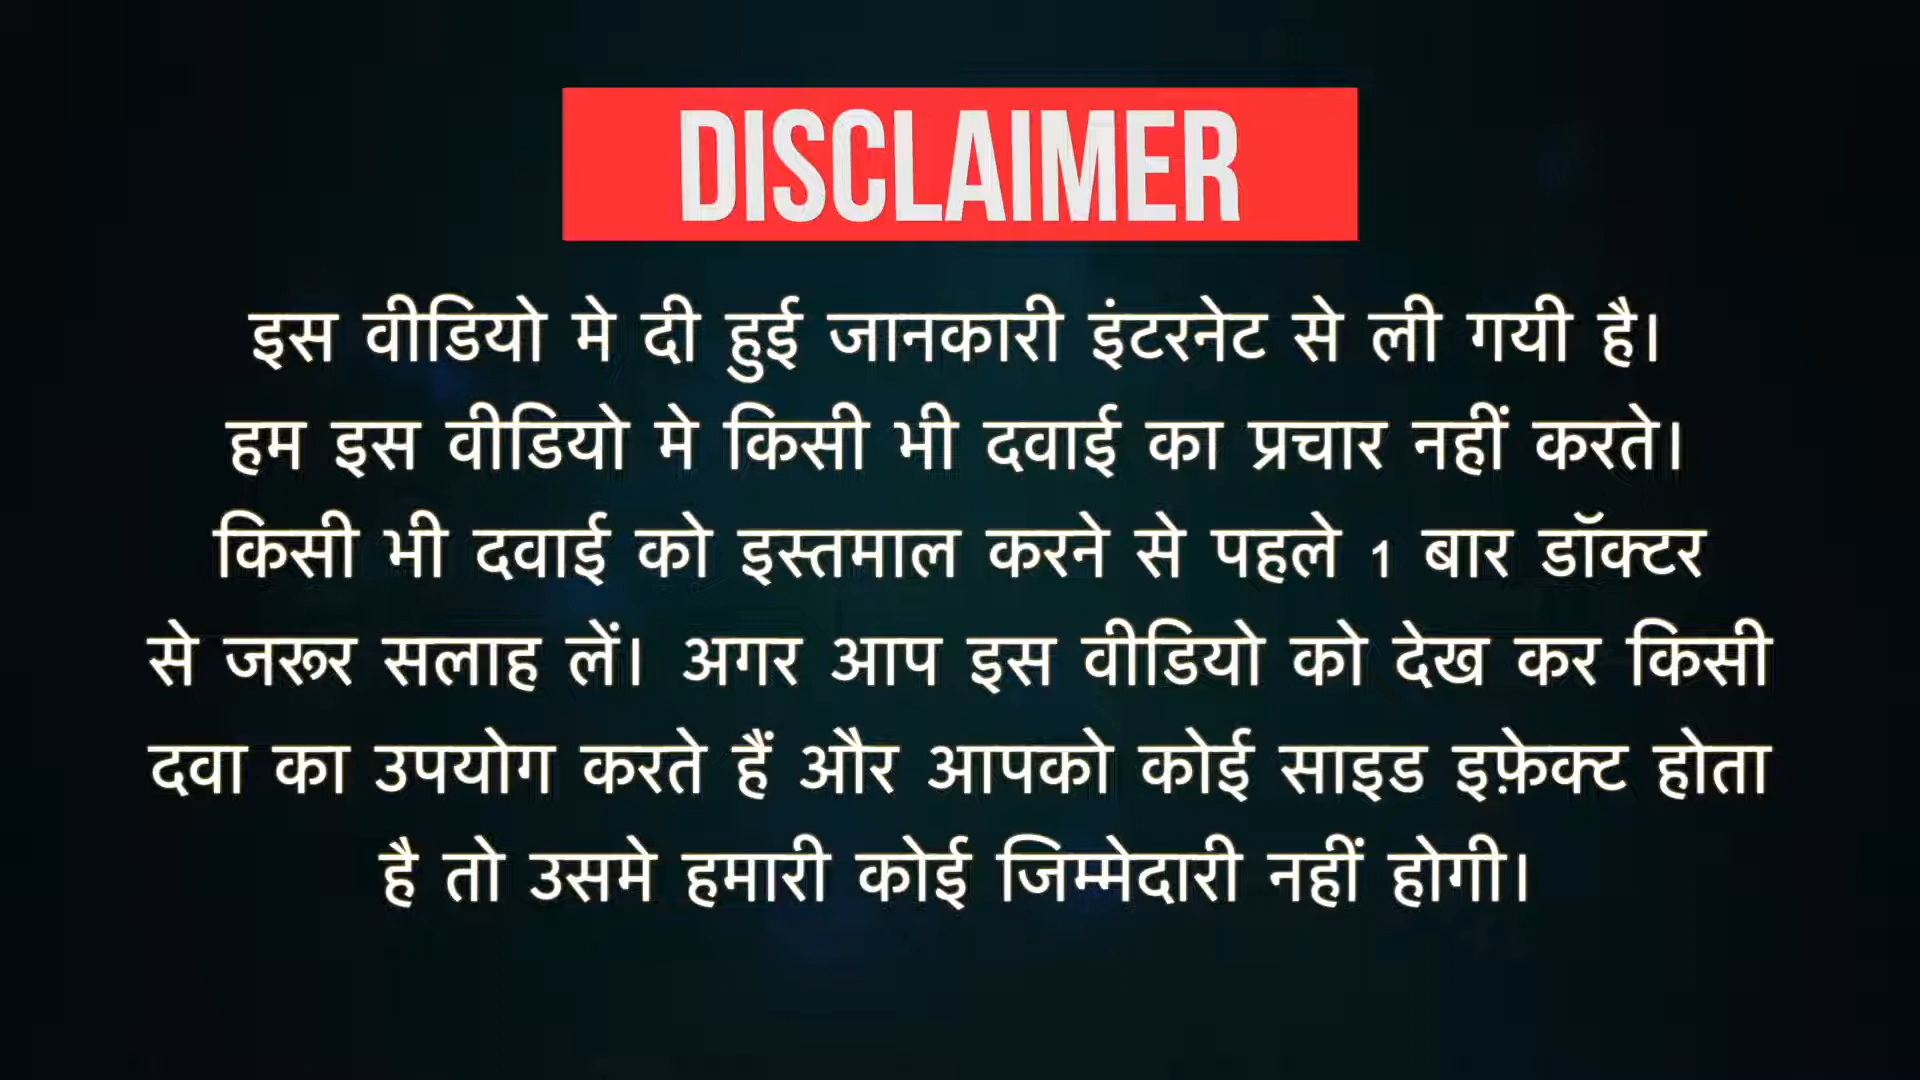 DISCLAIMER
इस वीडियो मे दी हुई जानकारी इंटरनेट से ली गयी है।
हम इस वीडियो मे किसी भी दवाई का प्रचार नहीं करते।
किसी भी दवाई को इस्तमाल करने से पहले 1 बार डॉक्टर
से जरूर सलाह लें। अगर आप इस वीडियो को देख कर किसी
दवा का उपयोग करते हैं और आपको कोई साइड इफ़ेक्ट होता
है तो उसमे हमारी कोई जिम्मेदारी नहीं होगी।